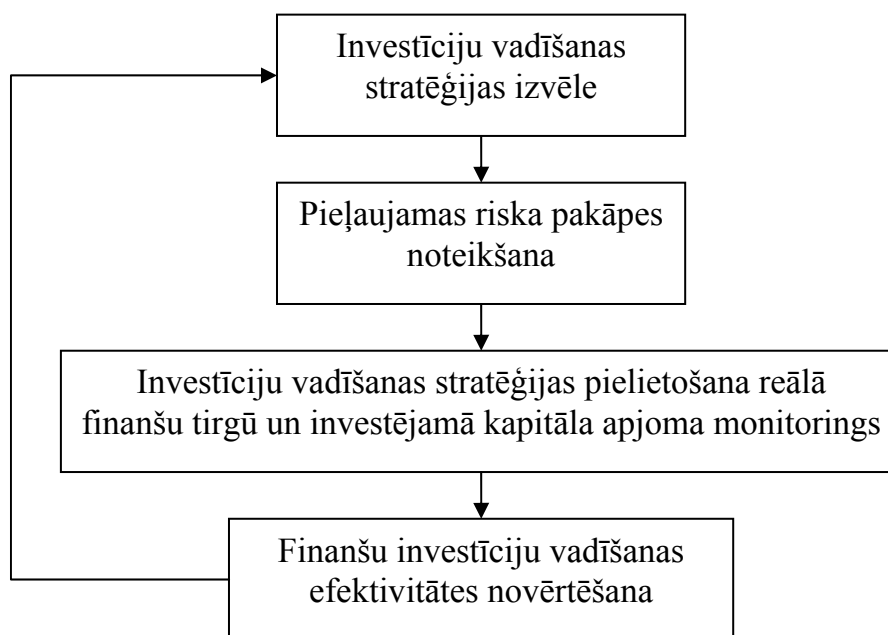 Investīciju vadīšanas
stratēģijas izvēle
Pieļaujamas riska pakāpes
noteikšana
Investīciju vadīšanas stratēģijas pielietošana reālā
finanšu tirgū un investējamā kapitāla apjoma monitorings
Finanšu investīciju vadīšanas
efektivitātes novērtēšana